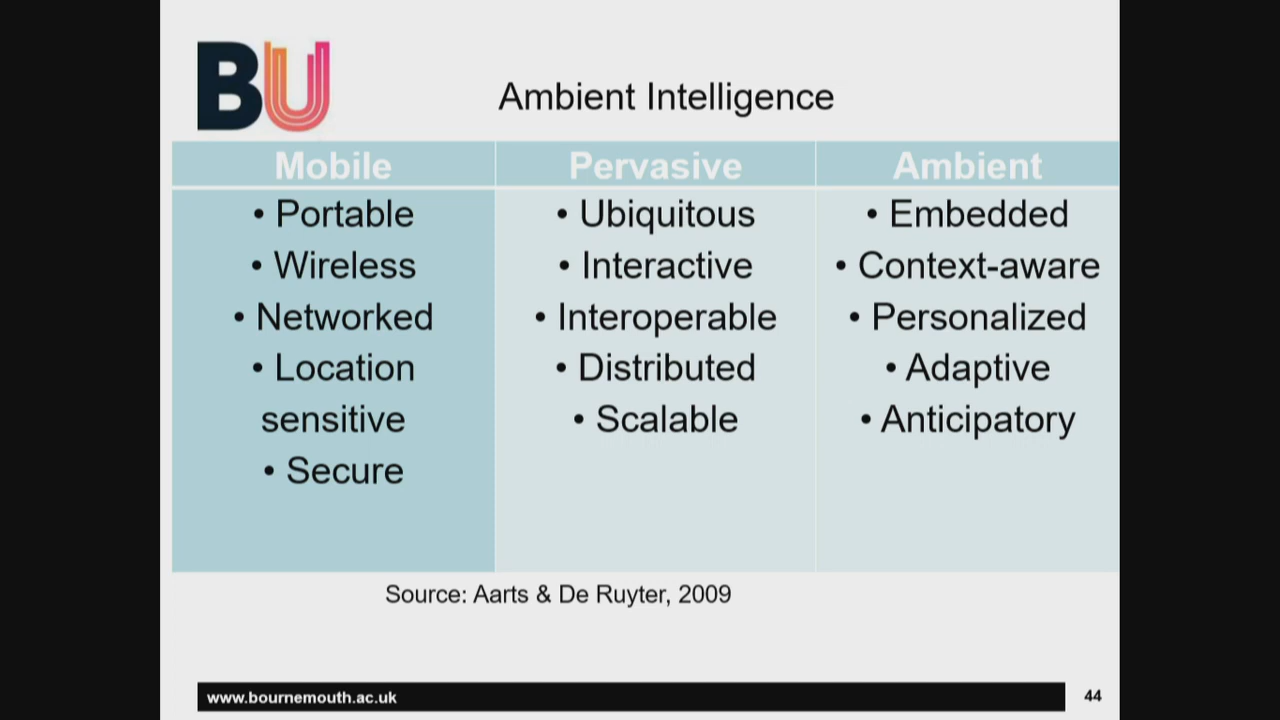 BU
Ambient Intelligence
Mobile
Pervasive
Ambient
• Portable
• Wireless
• Networked
• Location
sensitive
• Secure
• Ubiquitous
• Interactive
• Interoperable
• Distributed
• Scalable
• Embedded
• Context-aware
• Personalized
• Adaptive
• Anticipatory
Source: Aarts & De Ruyter, 2009
www.bournemouth.ac.uk
44